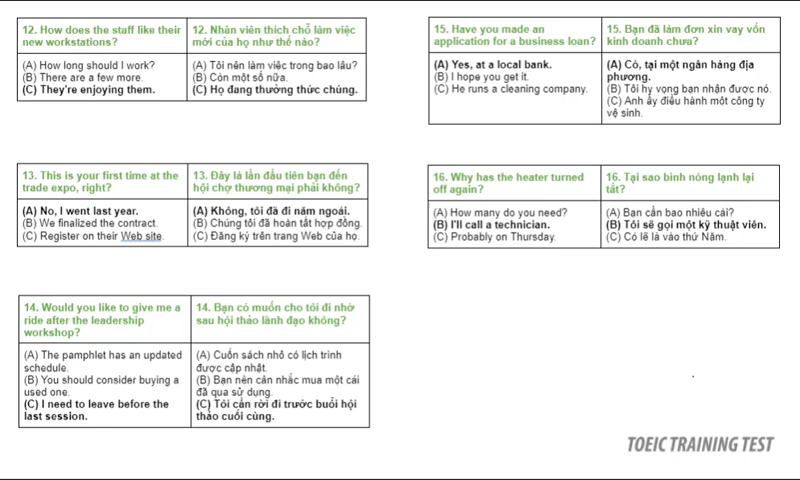 12. How does the staff like their
new workstations?
12. Nhân viên thích chỗ làm việc
mới của họ như thế nào?
(A) How long should I work?
(B) There are a few more.
(C) They're enjoying them.
(A) Tôi nên làm việc trong bao lâu?
(B) Còn một số nữa.
(C) Họ đang thưởng thức chúng.
13. This is your first time at the
trade expo, right?
13. Đây là lần đầu tiên bạn đến
hội chợ thương mại phải không?
(A) No, I went last year.
(B) We finalized the contract.
(C) Register on their Web site.
(A) Không, tôi đã đi năm ngoái.
(B) Chúng tôi đã hoàn tất hợp đồng.
(C) Đăng ký trên trang Web của họ.
14. Would you like to give me a
ride after the leadership
workshop?
14. Bạn có muốn cho tôi đi nhờ
sau hội thảo lãnh đạo không?
(A) The pamphlet has an updated
schedule.
(B) You should consider buying a
used one.
(C) I need to leave before the
last session.
(A) Cuốn sách nhỏ có lịch trình
được cập nhật.
(B) Bạn nên cân nhắc mua một cái
đã qua sử dụng.
(C) Tôi cần rời đi trước buổi hội
thảo cuối cùng.
15. Have you made an
application for a business loan?
15. Bạn đã làm đơn xin vay vốn
kinh doanh chưa?
(A) Yes, at a local bank.
(B) I hope you get it.
(C) He runs a cleaning company.
(A) Có, tại một ngân hàng địa
phương.
(B) Tôi hy vọng bạn nhận được nó.
(C) Anh ấy điều hành một công ty
vệ sinh.
16. Why has the heater turned
off again?
16. Tại sao bình nóng lạnh lại
tắt?
(A) How many do you need?
(B) I'll call a technician.
(C) Probably on Thursday.
(A) Bạn cần bao nhiêu cái?
(B) Tôi sẽ gọi một kỹ thuật viên.
(C) Có lẽ là vào thứ Năm.
TOEIC TRAINING TEST